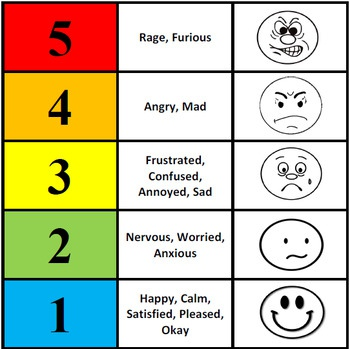 5
Rage, Furious
4
Angry, Mad
3
Frustrated,
Confused,
Annoyed, Sad
2
Nervous, Worried,
Anxious
1
Happy, Calm,
Satisfied, Pleased,
Okay